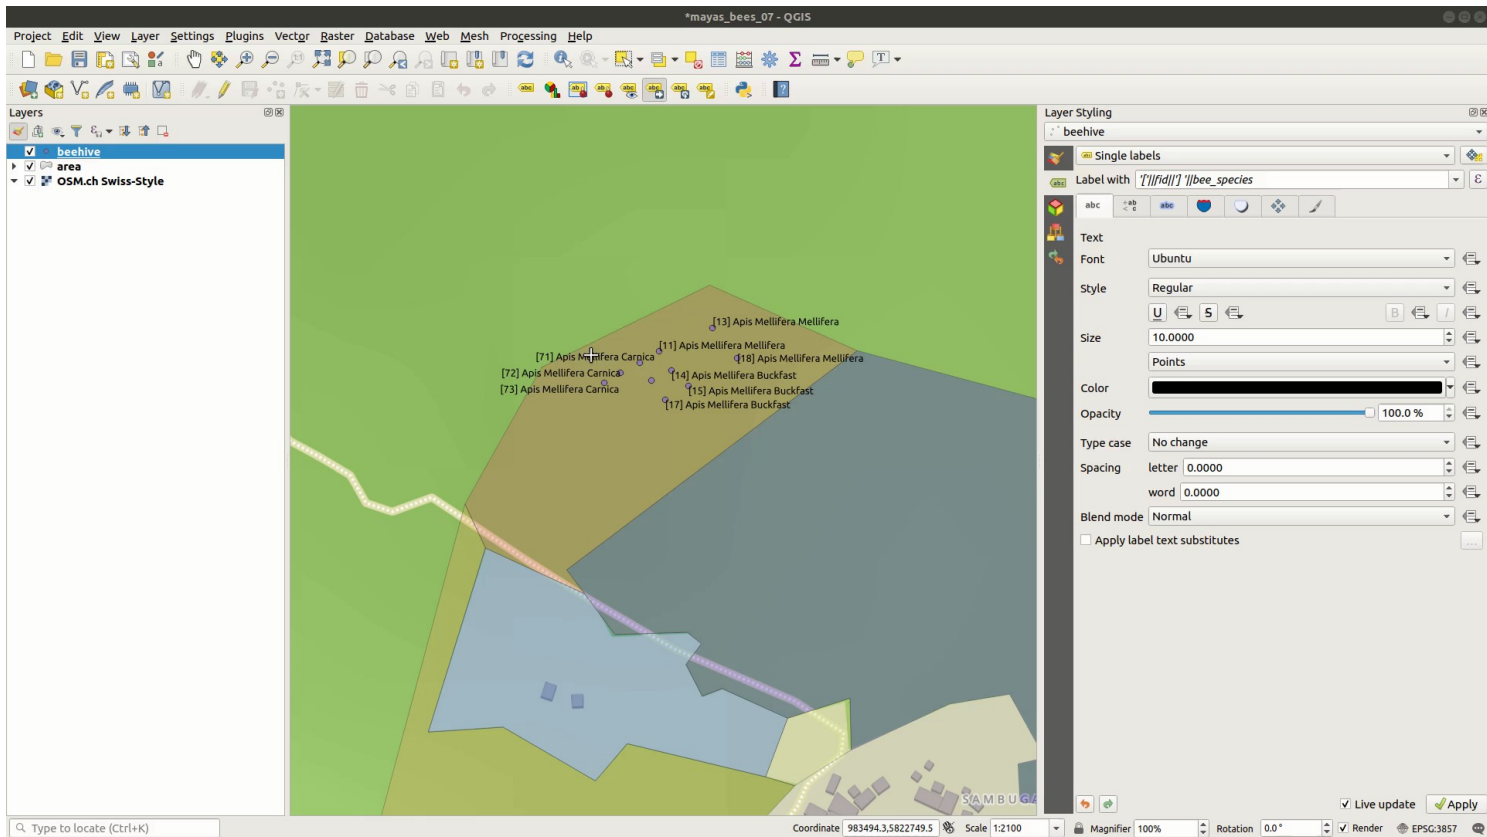 *mayas_bees_07 - QGIS
Project Edit View Layer Settings Plugins Vector Raster Database Web Mesh Processing Help
Layers
beehive
area
OSM.ch Swiss-Style
[13] Apis Mellifera Mellifera
[11] Apis Mellifera Mellifera
[71] Apis Mellifera Carnica
[18] Apis Mellifera Mellifera
[72] Apis Mellifera Carnica
[14] Apis Mellifera Buckfast
[73] Apis Mellifera Carnica
[15] Apis Mellifera Buckfast
[17] Apis Mellifera Buckfast
Layer Styling
beehive
Single labels
Label with '['||fid||'] '||bee_species
Text
Font Ubuntu
Style Regular
U S B I
Size 10.0000
Points
Color
Opacity 100.0 %
Type case No change
Spacing letter 0.0000
word 0.0000
Blend mode Normal
Apply label text substitutes
Live update Apply
Type to locate (Ctrl+K)
Coordinate 983494.3,5822749.5 Scale 1:2100 Magnifier 100% Rotation 0.0 ° Render EPSG:3857